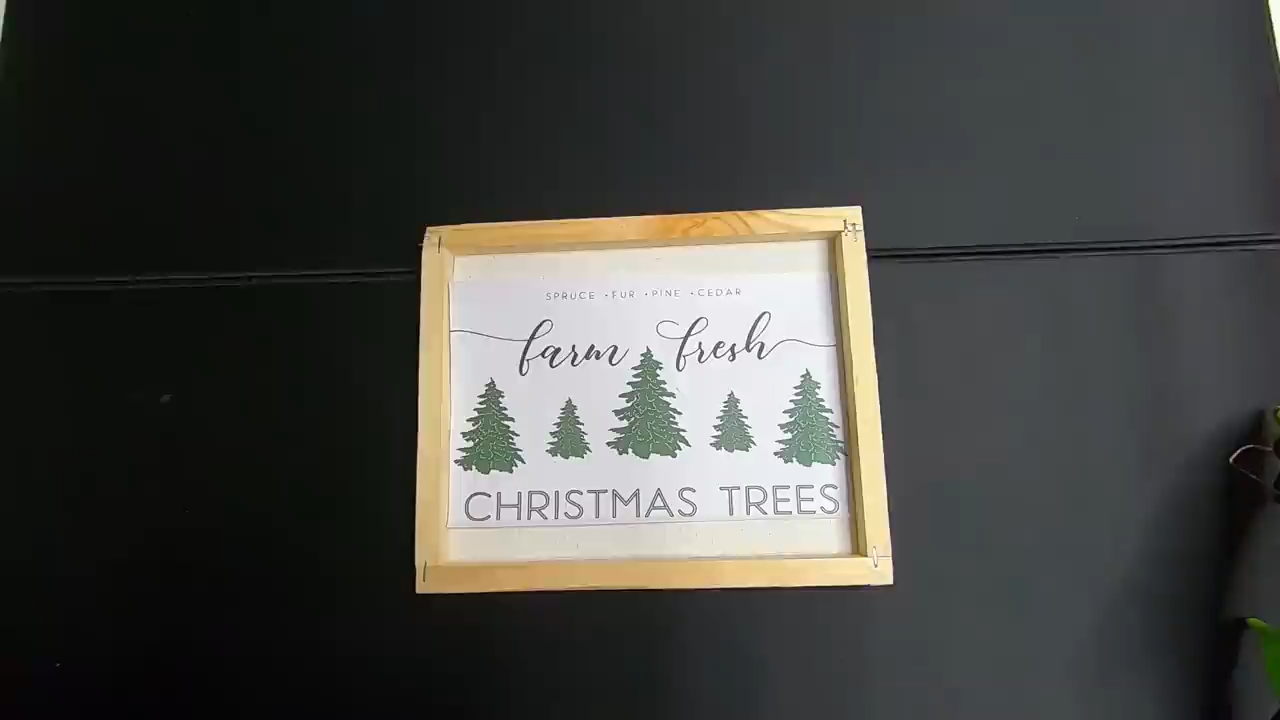 SPRUCE • FUR • PINE • CEDAR
farm fresh
CHRISTMAS TREES